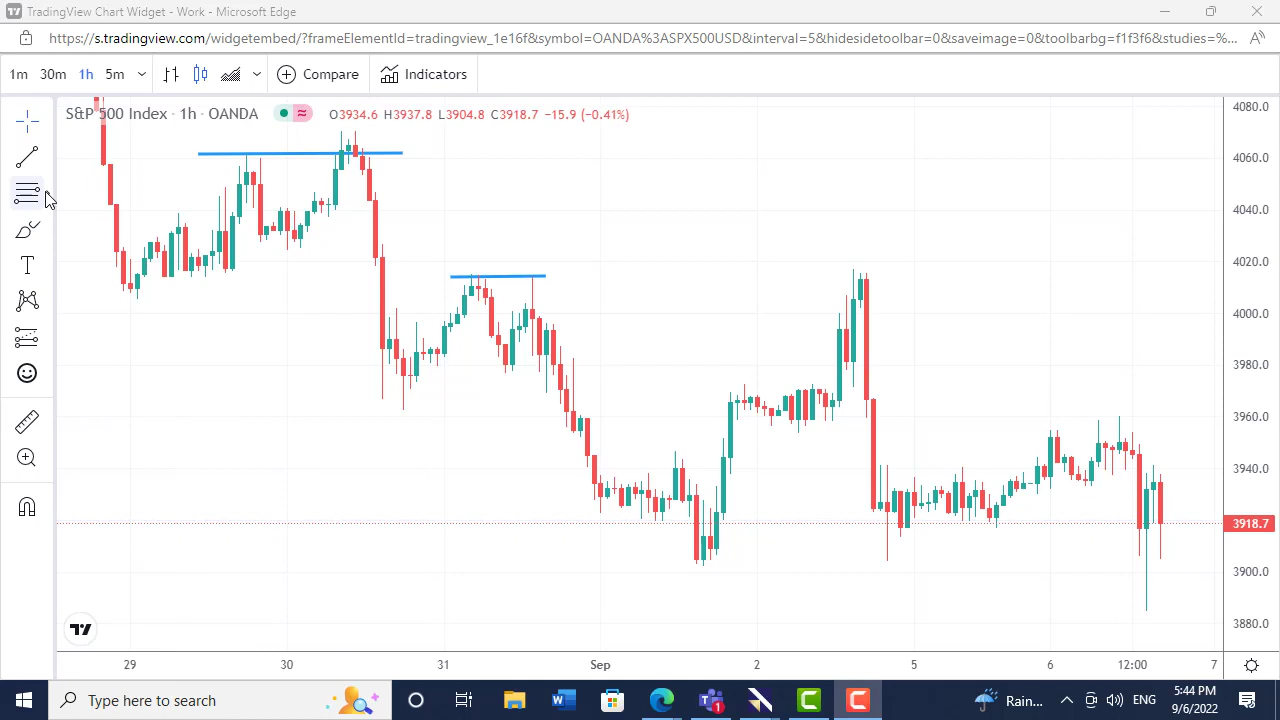 TradingView Chart Widget - Work - Microsoft Edge
https://s.tradingview.com/widgetembed/?frameElementId=tradingview_1e16f&symbol=OANDA%3ASPX500USD&interval=5&hidesidetoolbar=0&saveimage=0&toolbarbg=f1f3f6&studies=%...
1m 30m 1h 5m Compare Indicators
S&P 500 Index · 1h · OANDA O3934.6 H3937.8 L3904.8 C3918.7 −15.9 (−0.41%)
4080.0
4060.0
4040.0
4020.0
4000.0
3980.0
3960.0
3940.0
3918.7
3900.0
3880.0
29 30 31 Sep 2 5 6 12:00 7
Type here to search
Rain...
ENG
5:44 PM
9/6/2022
1